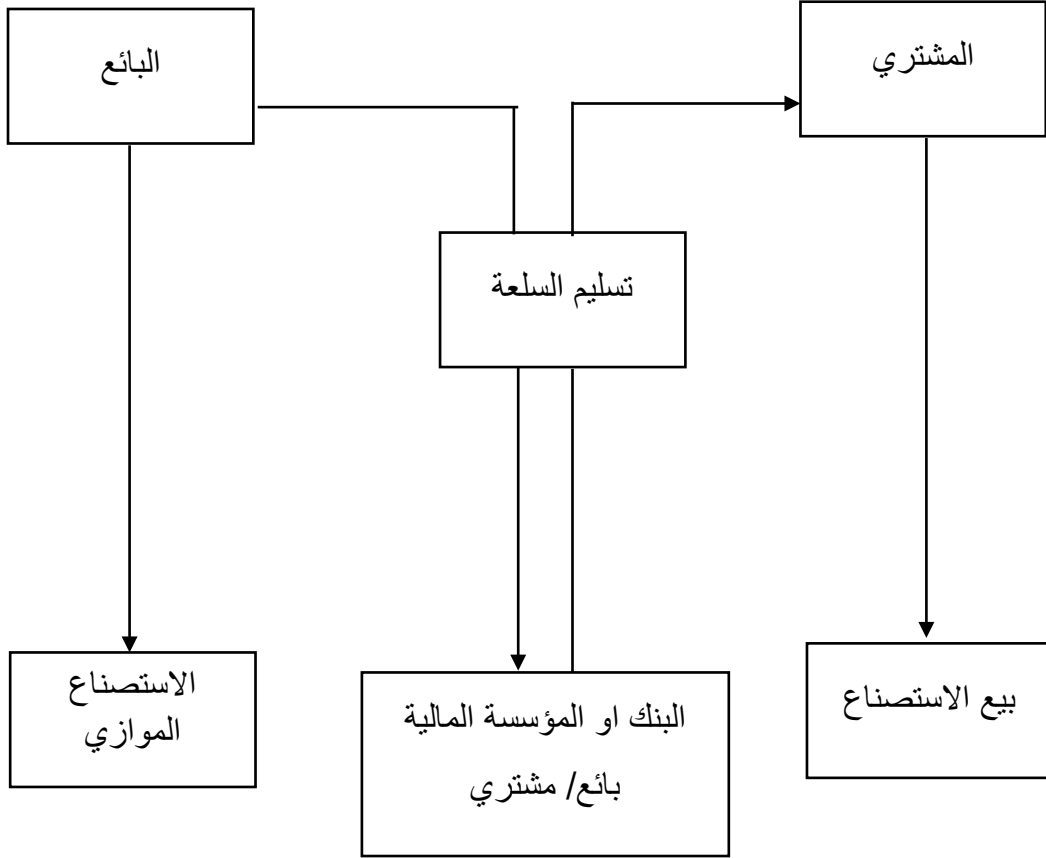 المشتري
البائع
تسليم السلعة
بيع الاستصناع
البنك او المؤسسة المالية
بائع/ مشتري
الاستصناع
الموازي